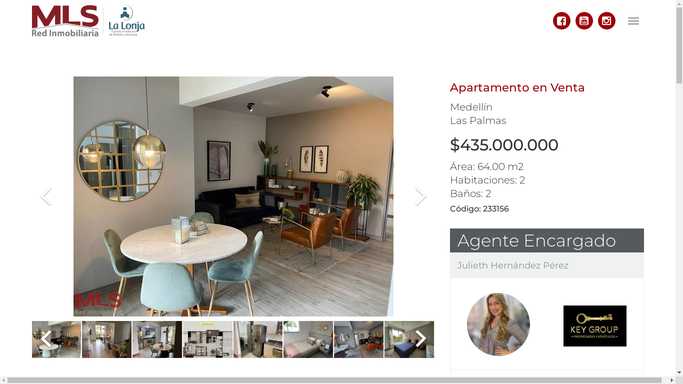 MLS
Red Inmobiliaria
La Lonja
Apartamento en Venta
Medellín
Las Palmas
$435.000.000
Área: 64.00 m2
Habitaciones: 2
Baños: 2
Código: 233156
Agente Encargado
Julieth Hernández Pérez
MLS
KEY GROUP